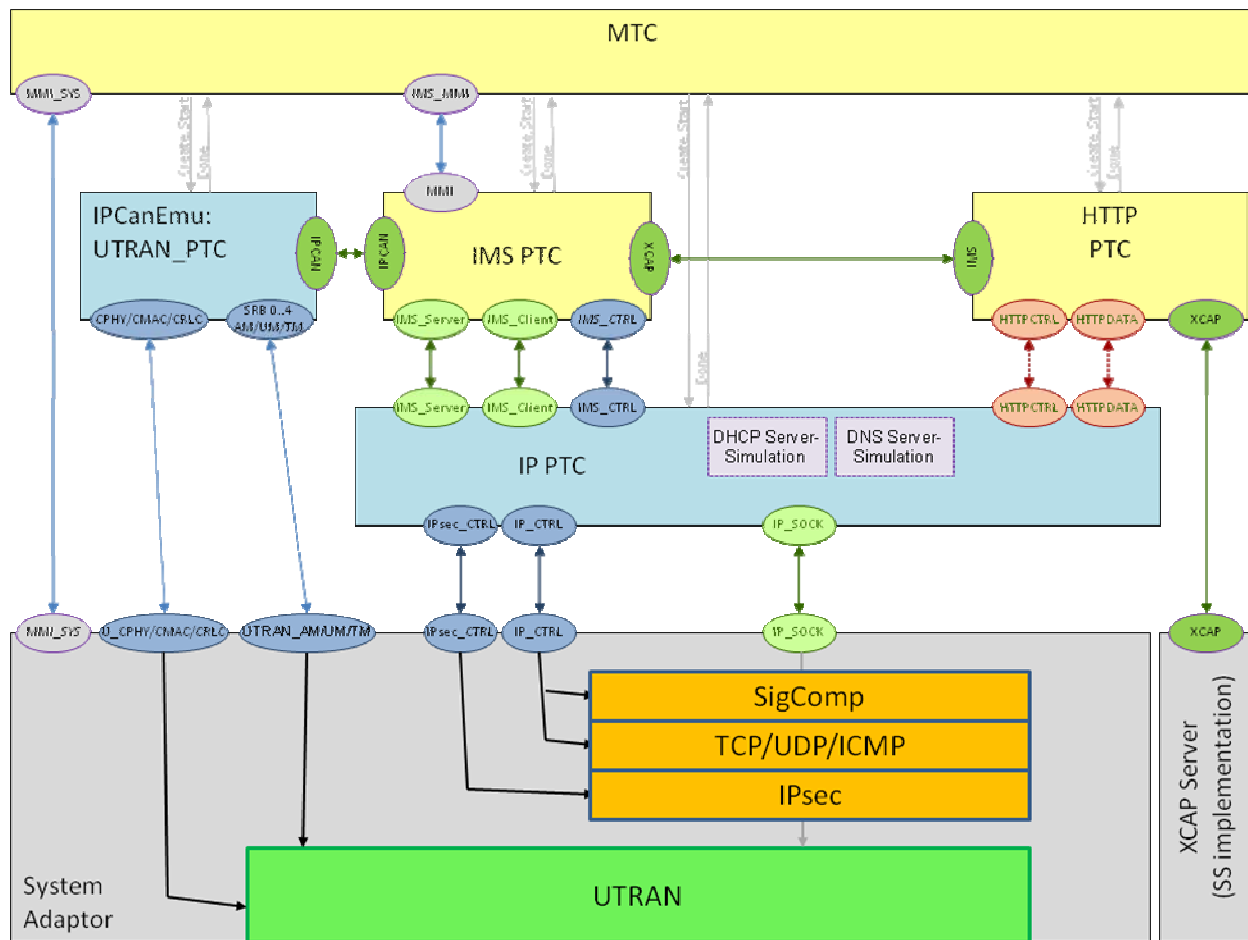 MTC
MMI_SYS
IMS_MMI
Create, Start
Done
Create, Start
Done
Create, Start
Done
Create, Start
Done
MMI
IPCanEmu:
UTRAN_PTC
IPCAN
IPCAN
IMS PTC
XCAP
SMI
HTTP
PTC
CPHY/CMAC/CRLC
SRB 0..4
AM/UM/TM
IMS_Server
IMS_Client
IMS_CTRL
HTTPCTRL
HTTPDATA
XCAP
IMS_Server
IMS_Client
IMS_CTRL
HTTPCTRL
HTTPDATA
IP PTC
DHCP Server-
Simulation
DNS Server-
Simulation
IPsec_CTRL
IP_CTRL
IP_SOCK
MMI_SYS
U_CPHY/CMAC/CRLC
UTRAN_AM/UM/TM
IPsec_CTRL
IP_CTRL
IP_SOCK
XCAP
SigComp
TCP/UDP/ICMP
IPsec
UTRAN
System
Adaptor
XCAP Server
(SS implementation)